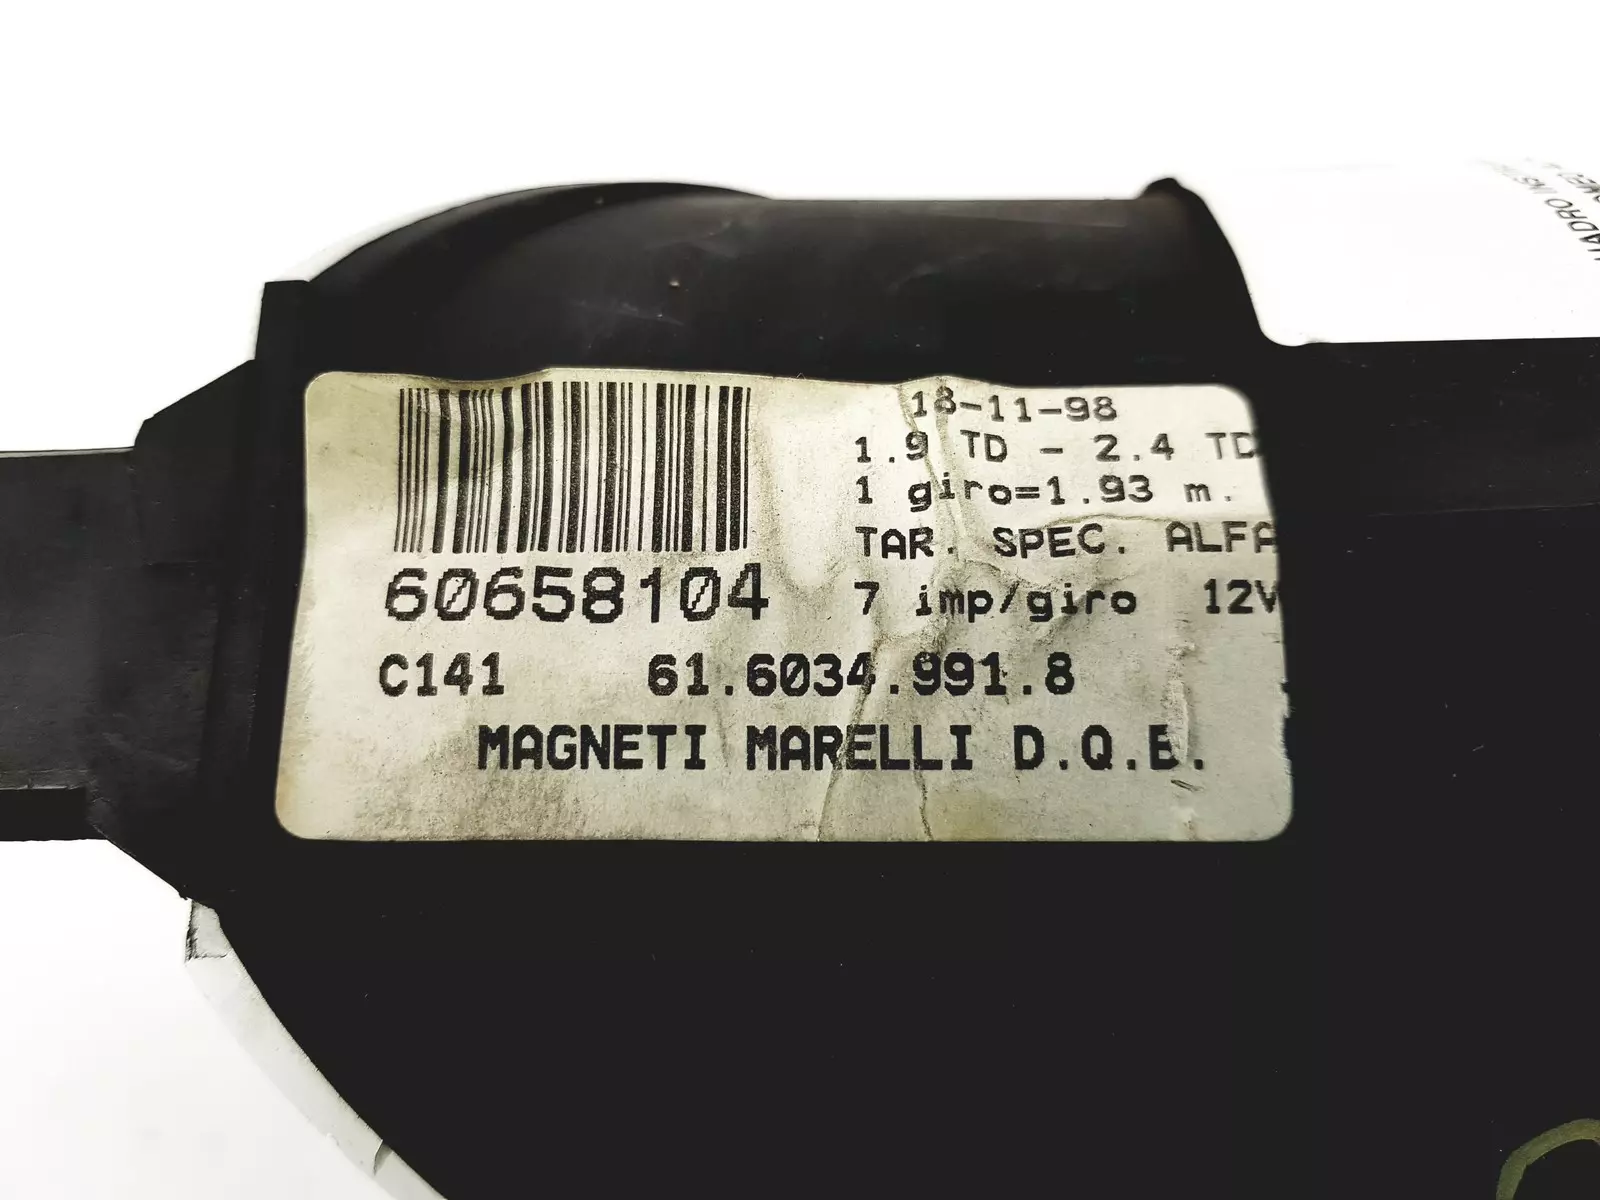 18-11-98
1.9 TD - 2.4 TD
1 giro=1.93 m.
TAR. SPEC. ALFA
60658104
7 imp/giro 12V
C141 61.6034.991.8
MAGNETI MARELLI D.Q.E.